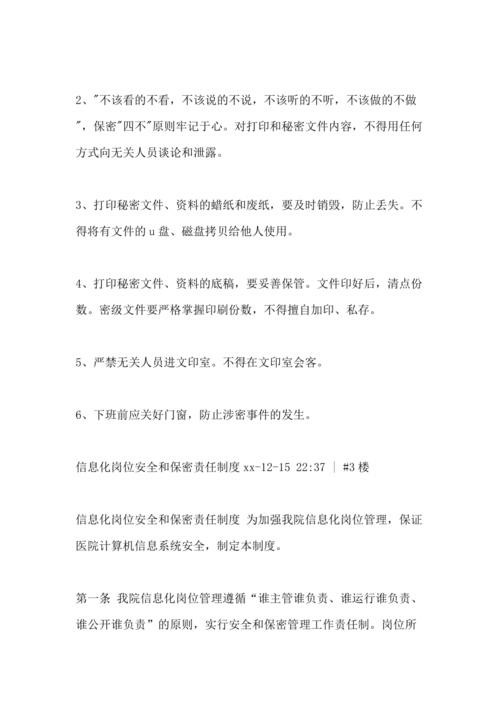 2、"不该看的不看，不该说的不说，不该听的不听，不该做的不做
"，保密"四不"原则牢记于心。对打印和秘密文件内容，不得用任何
方式向无关人员谈论和泄露。
3、打印秘密文件、资料的蜡纸和废纸，要及时销毁，防止丢失。不
得将有文件的 u 盘、磁盘拷贝给他人使用。
4、打印秘密文件、资料的底稿，要妥善保管。文件印好后，清点份
数。密级文件要严格掌握印刷份数，不得擅自加印、私存。
5、严禁无关人员进文印室。不得在文印室会客。
6、下班前应关好门窗，防止涉密事件的发生。
信息化岗位安全和保密责任制度 xx-12-15 22:37 | #3 楼
信息化岗位安全和保密责任制度 为加强我院信息化岗位管理，保证
医院计算机信息系统安全，制定本制度。
第一条 我院信息化岗位管理遵循“谁主管谁负责、谁运行谁负责、
谁公开谁负责”的原则，实行安全和保密管理工作责任制。岗位所